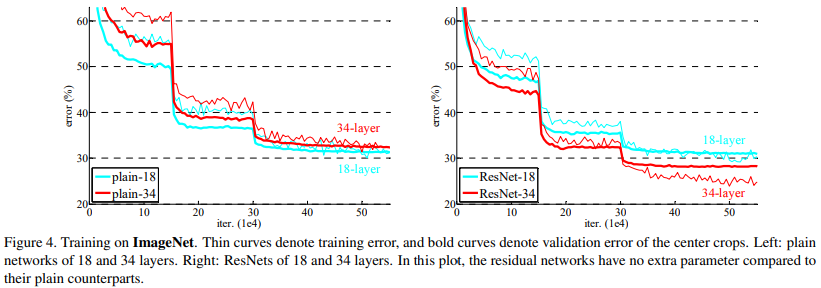 60
50
40
30
20
error (%)
34-layer
18-layer
plain-18
plain-34
0 10 20 30 40 50
iter. (1e4)
60
50
40
30
20
error (%)
18-layer
34-layer
ResNet-18
ResNet-34
0 10 20 30 40 50
iter. (1e4)
Figure 4. Training on ImageNet. Thin curves denote training error, and bold curves denote validation error of the center crops. Left: plain
networks of 18 and 34 layers. Right: ResNets of 18 and 34 layers. In this plot, the residual networks have no extra parameter compared to
their plain counterparts.